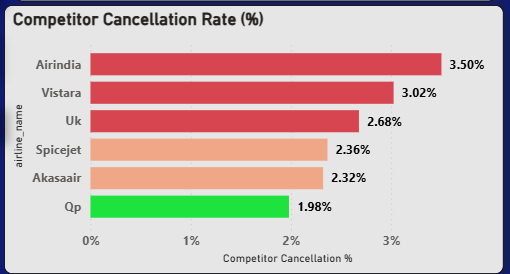 Competitor Cancellation Rate (%)
airline_name
Airindia 3.50%
Vistara 3.02%
Uk 2.68%
Spicejet 2.36%
Akasaair 2.32%
Qp 1.98%
0% 1% 2% 3%
Competitor Cancellation %